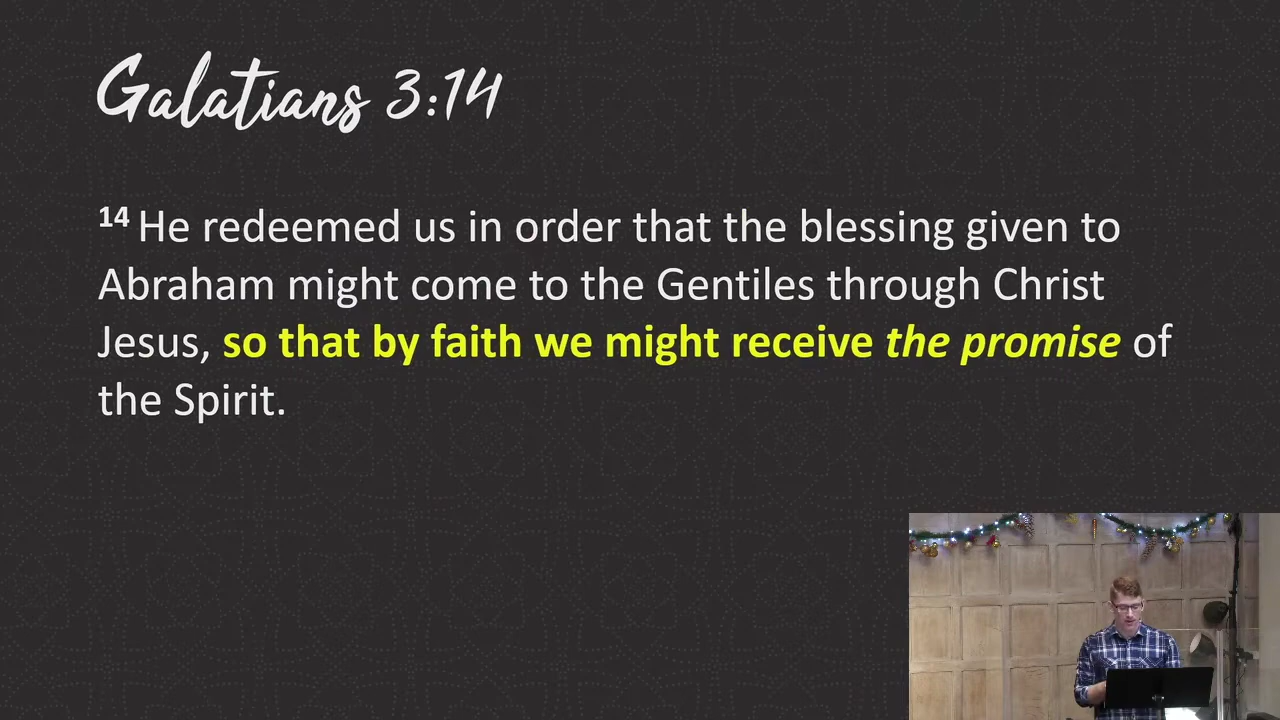 Galatians 3:14
14 He redeemed us in order that the blessing given to
Abraham might come to the Gentiles through Christ
Jesus, so that by faith we might receive the promise of
the Spirit.